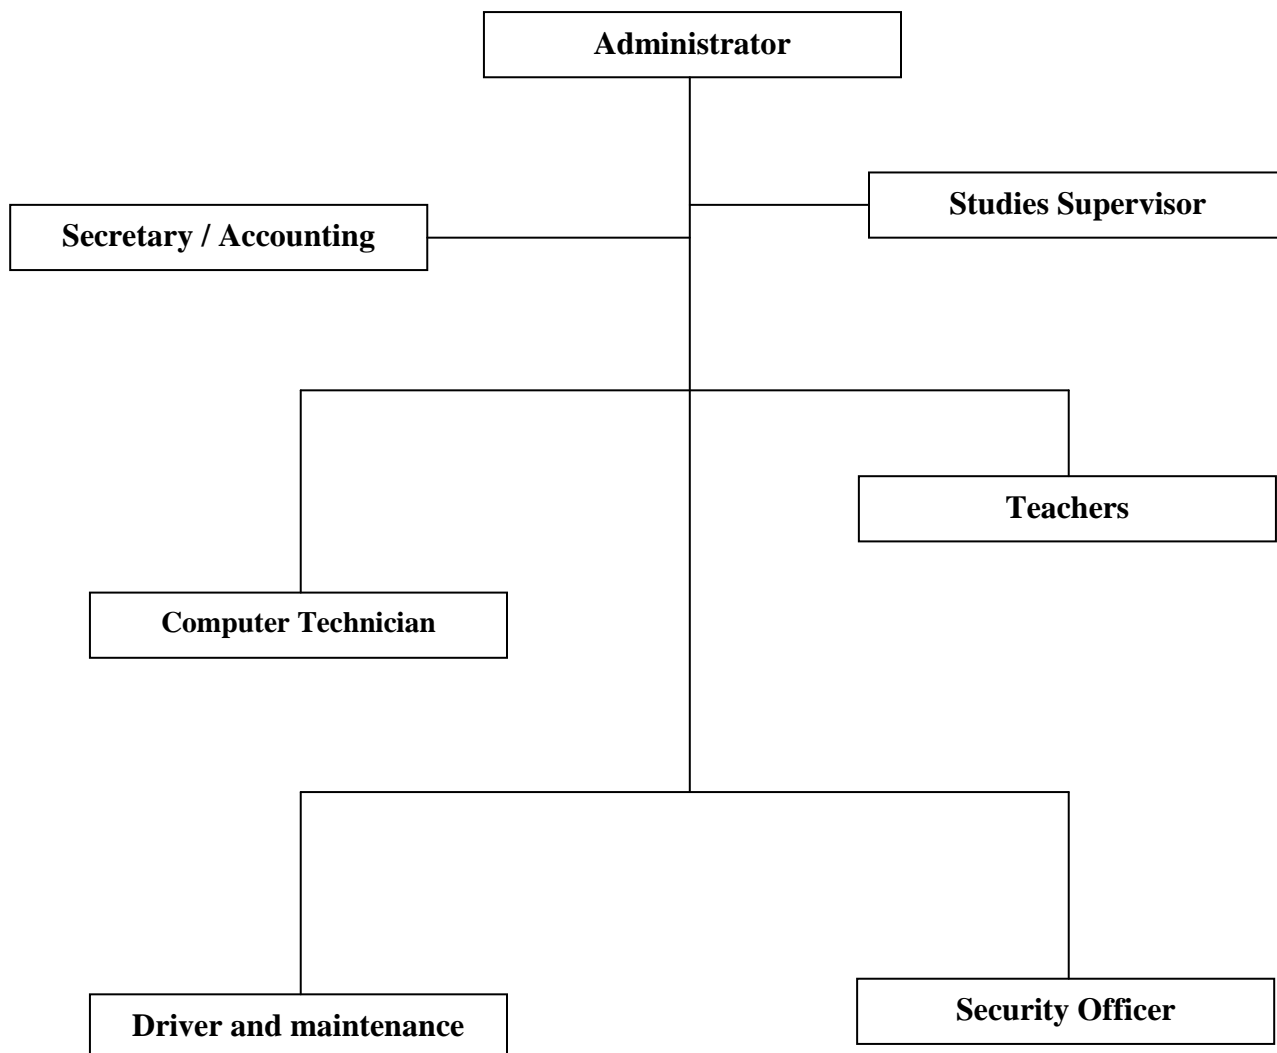 Administrator
Studies Supervisor
Secretary / Accounting
Teachers
Computer Technician
Security Officer
Driver and maintenance